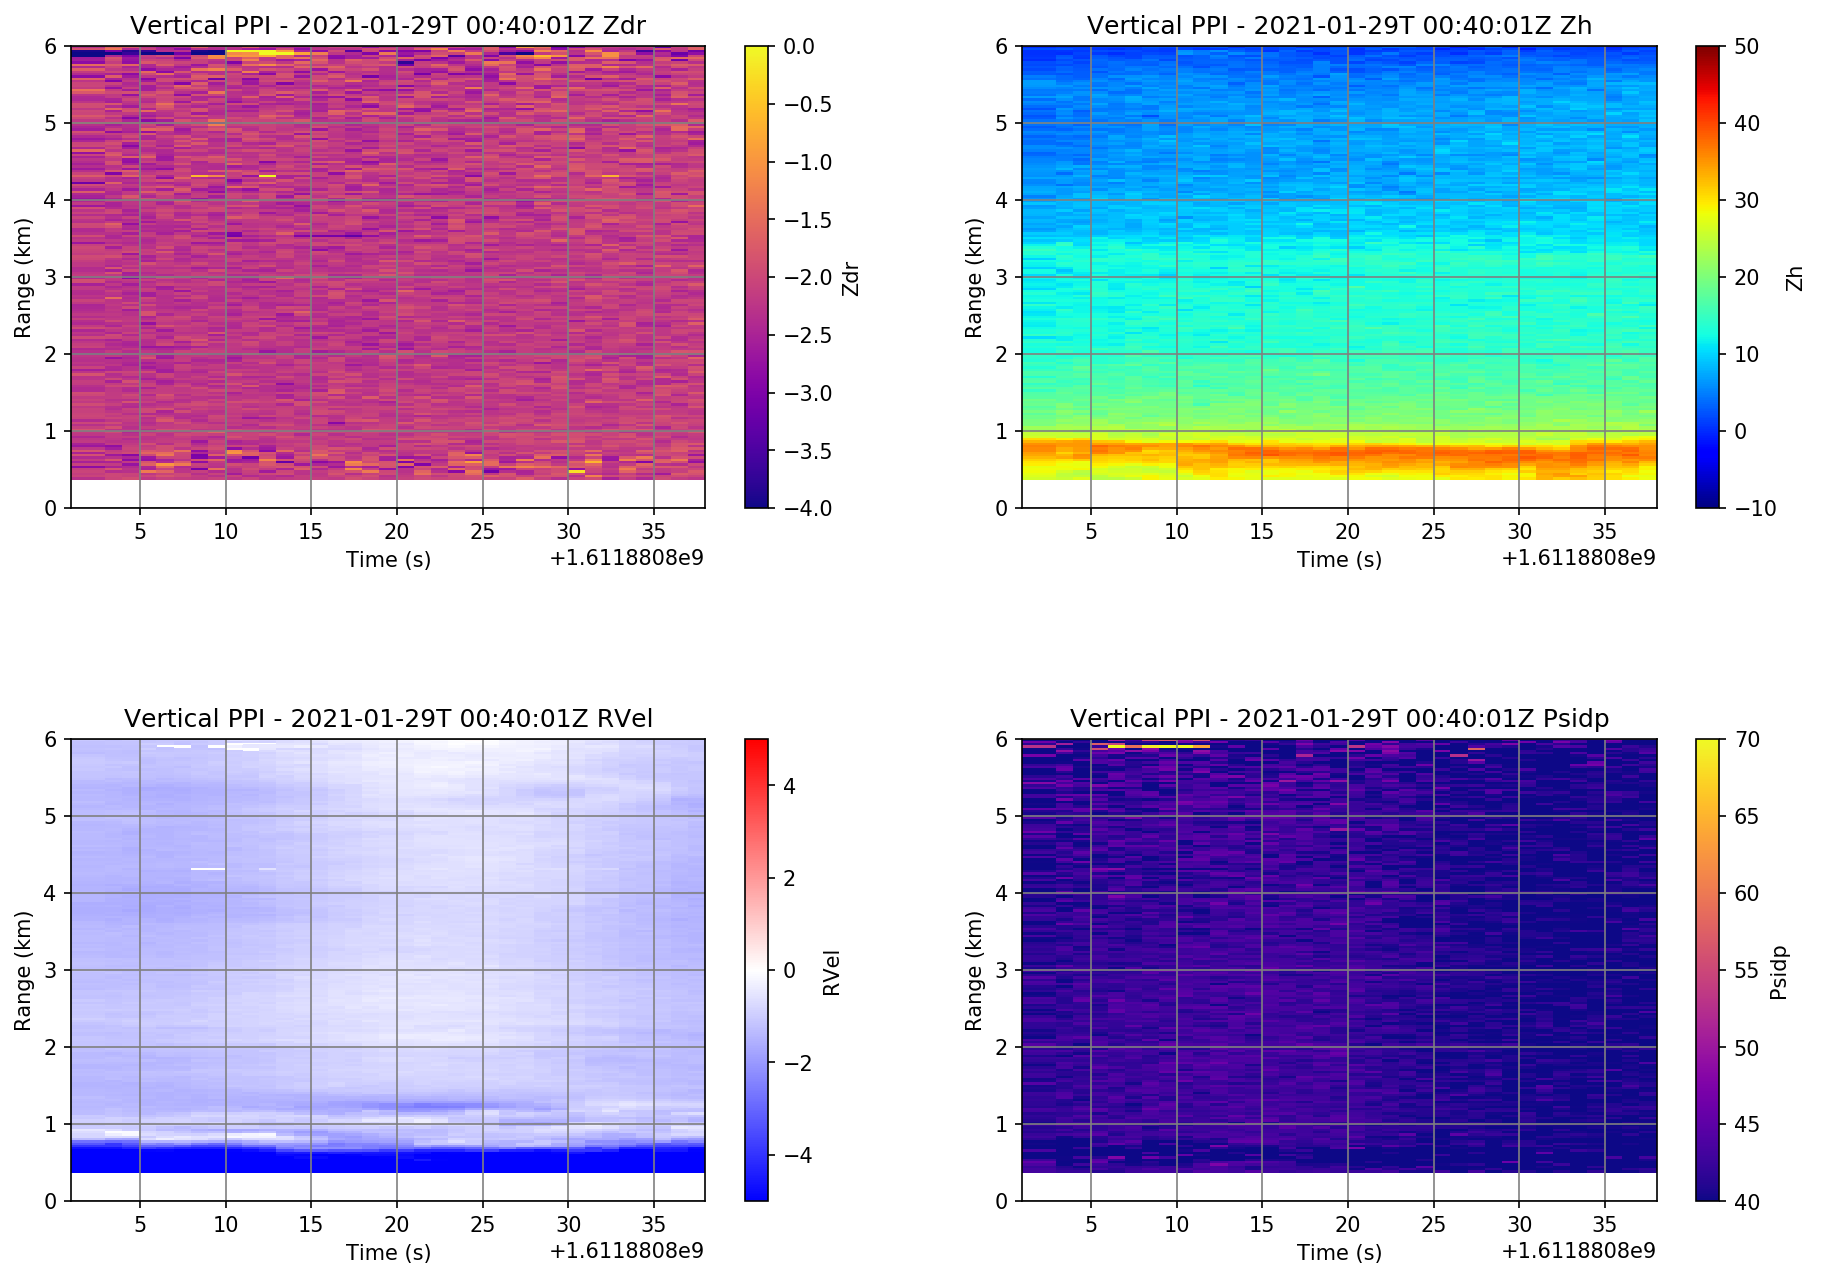 Vertical PPI - 2021-01-29T 00:40:01Z Zdr
6
5
4
3
2
1
0
Range (km)
5 10 15 20 25 30 35
Time (s)
+1.6118808e9
0.0
−0.5
−1.0
−1.5
−2.0
−2.5
−3.0
−3.5
−4.0
Zdr
Vertical PPI - 2021-01-29T 00:40:01Z Zh
6
5
4
3
2
1
0
Range (km)
5 10 15 20 25 30 35
Time (s)
+1.6118808e9
50
40
30
20
10
0
−10
Zh
Vertical PPI - 2021-01-29T 00:40:01Z RVel
6
5
4
3
2
1
0
Range (km)
5 10 15 20 25 30 35
Time (s)
+1.6118808e9
4
2
0
−2
−4
RVel
Vertical PPI - 2021-01-29T 00:40:01Z Psidp
6
5
4
3
2
1
0
Range (km)
5 10 15 20 25 30 35
Time (s)
+1.6118808e9
70
65
60
55
50
45
40
Psidp